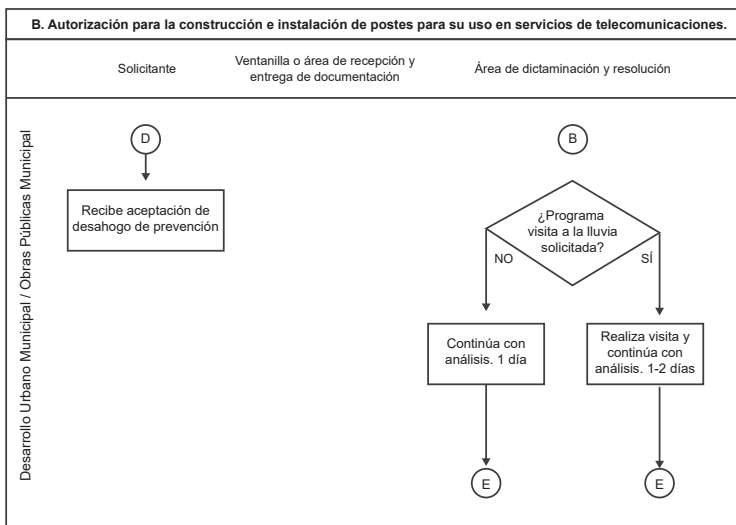 B. Autorización para la construcción e instalación de postes para su uso en servicios de telecomunicaciones.
Solicitante
Ventanilla o área de recepción y
entrega de documentación
Área de dictaminación y resolución
Desarrollo Urbano Municipal / Obras Públicas Municipal
D
Recibe aceptación de
desahogo de prevención
B
¿Programa
visita a la lluvia
solicitada?
NO
SÍ
Continúa con
análisis. 1 día
Realiza visita y
continúa con
análisis. 1-2 días
E
E